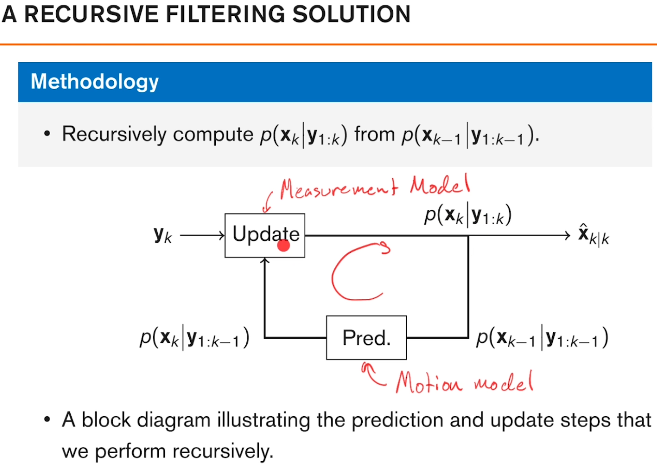 A RECURSIVE FILTERING SOLUTION
Methodology
• Recursively compute p(𝐱ₖ|𝐲₁:ₖ) from p(𝐱ₖ₋₁|𝐲₁:ₖ₋₁).
Measurement Model
p(𝐱ₖ|𝐲₁:ₖ)
𝐲ₖ Update x̂ₖ|ₖ
p(𝐱ₖ|𝐲₁:ₖ₋₁) Pred. p(𝐱ₖ₋₁|𝐲₁:ₖ₋₁)
Motion model
• A block diagram illustrating the prediction and update steps that
we perform recursively.